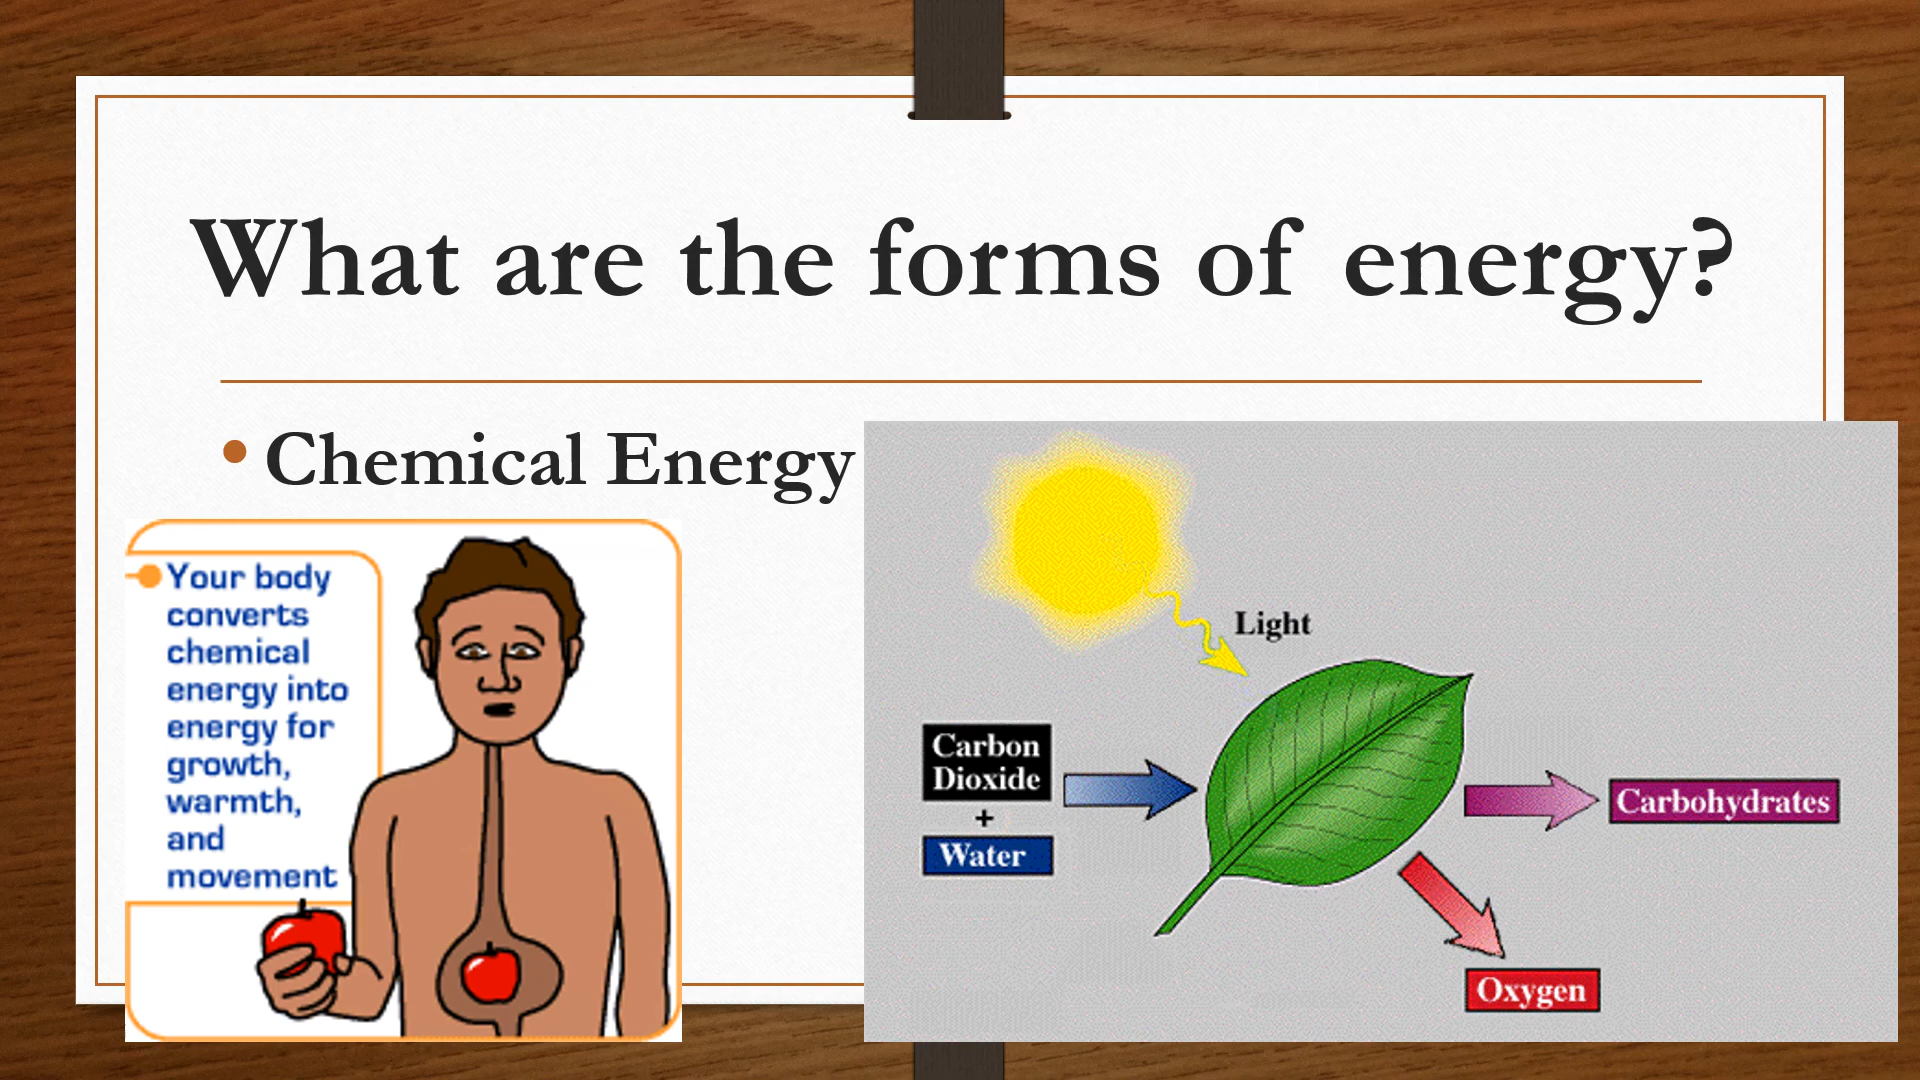 What are the forms of energy?
• Chemical Energy
Your body
converts
chemical
energy into
energy for
growth,
warmth,
and
movement
Light
Carbon
Dioxide
+
Water
Carbohydrates
Oxygen